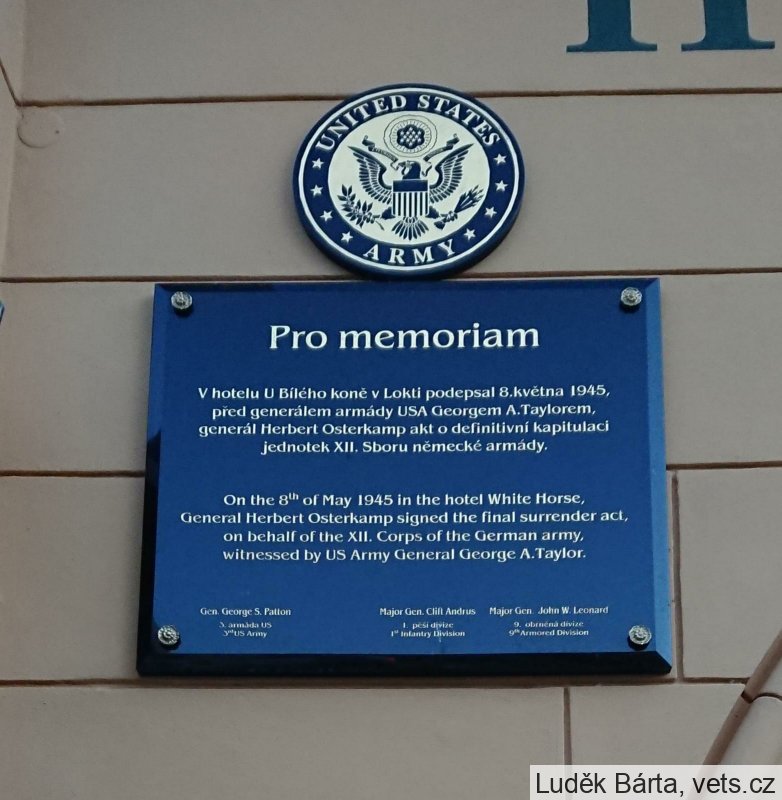 UNITED STATES
ARMY
Pro memoriam
V hotelu U Bílého koně v Lokti podepsal 8.května 1945,
před generálem armády USA Georgem A.Taylorem,
generál Herbert Osterkamp akt o definitivní kapitulaci
jednotek XII. Sboru německé armády.
On the 8th of May 1945 in the hotel White Horse,
General Herbert Osterkamp signed the final surrender act,
on behalf of the XII. Corps of the German army,
witnessed by US Army General George A.Taylor.
Gen. George S. Patton Major Gen. Clift Andrus Major Gen. John W. Leonard
3. armáda US 1. pěší divize 9. obrněná divize
3rd US Army 1st Infantry Division 9th Armored Division
Luděk Bárta, vets.cz